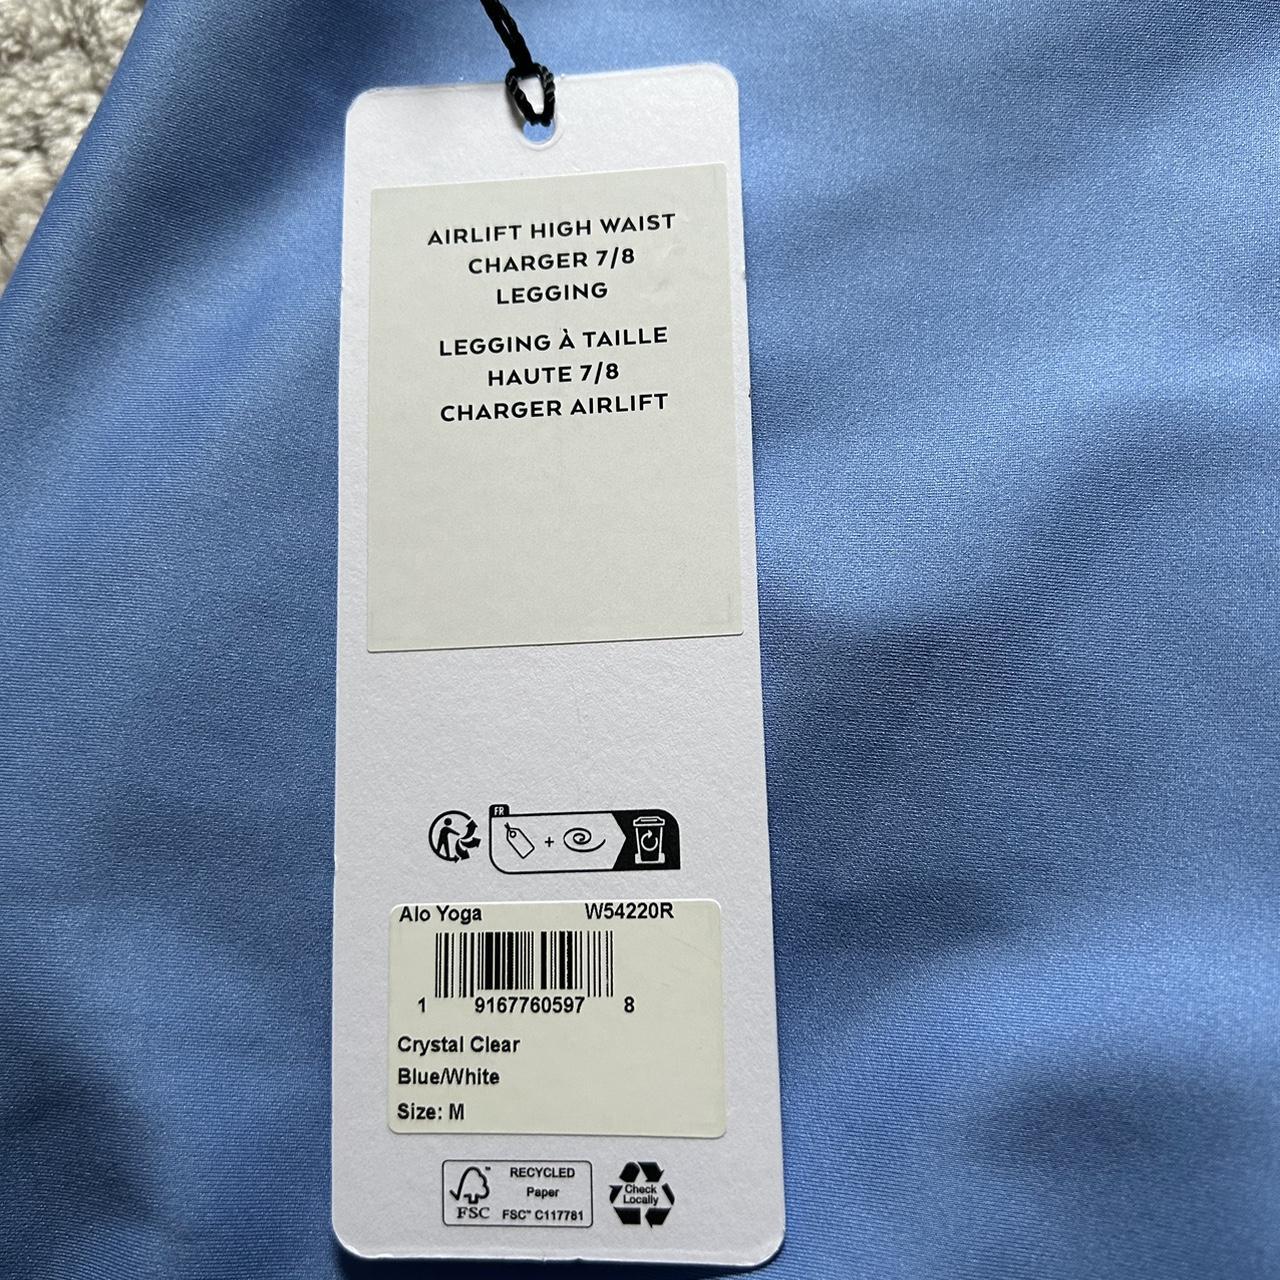 AIRLIFT HIGH WAIST
CHARGER 7/8
LEGGING
LEGGING À TAILLE
HAUTE 7/8
CHARGER AIRLIFT
FR
+
Alo Yoga W54220R
1 9167760597 8
Crystal Clear
Blue/White
Size: M
FSC™
RECYCLED
Paper
FSC™ C117781
Check
Locally